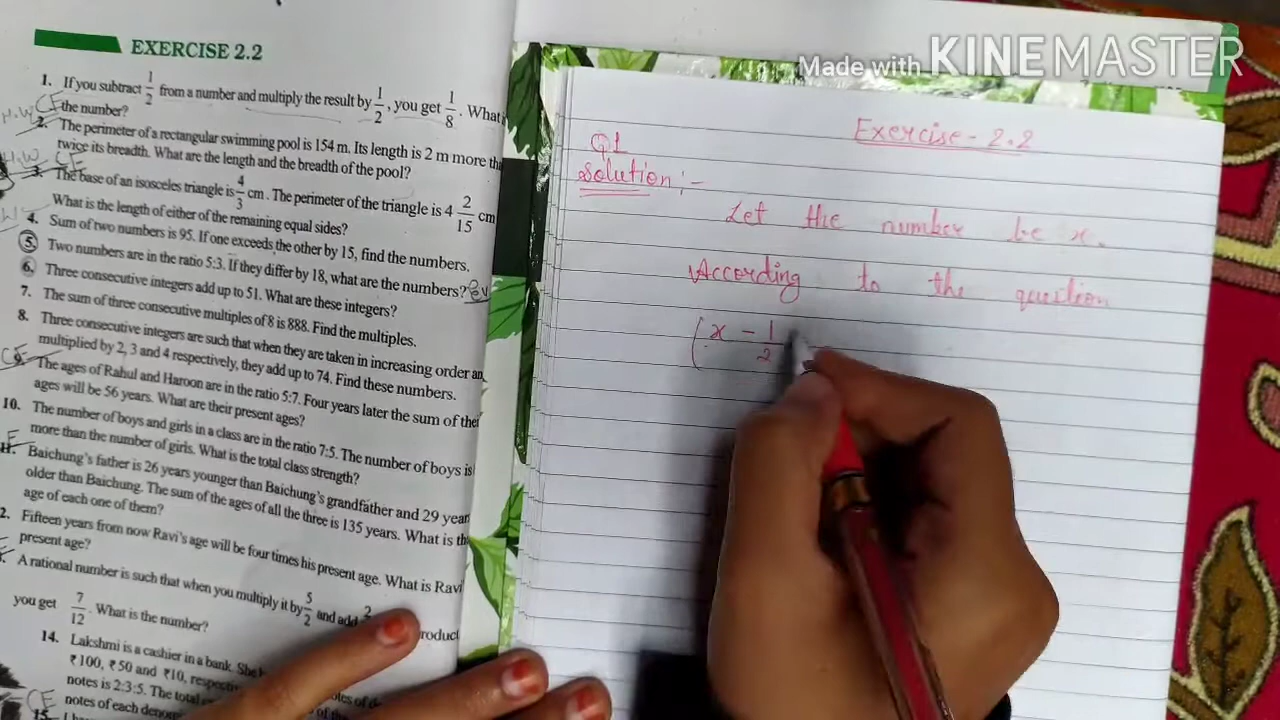 Made with KINEMASTER
EXERCISE 2.2
1. If you subtract 1/2 from a number and multiply the result by 1/2, you get 1/8. What
the number?
2. The perimeter of a rectangular swimming pool is 154 m. Its length is 2 m more
twice its breadth. What are the length and the breadth of the pool?
3. The base of an isosceles triangle is 4/3 cm. The perimeter of the triangle is 4 2/15 cm
What is the length of either of the remaining equal sides?
4. Sum of two numbers is 95. If one exceeds the other by 15, find the numbers.
5. Two numbers are in the ratio 5:3. If they differ by 18, what are the numbers?
6. Three consecutive integers add up to 51. What are these integers?
7. The sum of three consecutive multiples of 8 is 888. Find the multiples.
8. Three consecutive integers are such that when they are taken in increasing order
multiplied by 2, 3 and 4 respectively, they add up to 74. Find these numbers.
The ages of Rahul and Haroon are in the ratio 5:7. Four years later the sum of
ages will be 56 years. What are their present ages?
10. The number of boys and girls in a class are in the ratio 7:5. The number of boys is
more than the number of girls. What is the total class strength?
11. Baichung's father is 26 years younger than Baichung's grandfather and 29
older than Baichung. The sum of the ages of all the three is 135 years. What is
age of each one of them?
2. Fifteen years from now Ravi's age will be four times his present age. What is Ravi
present age?
A rational number is such that when you multiply it by 5/2 and add
you get 7/12. What is the number?
14. Lakshmi is a cashier in a bank. She
₹100, ₹50 and ₹10,
notes is 2:3:5. The total
notes of each
15.
H.W CE
H.W CE
CE
CE
Exercise - 2.2
Q1
Solution :-
Let the number be x.
According to the question
(x - 1/2